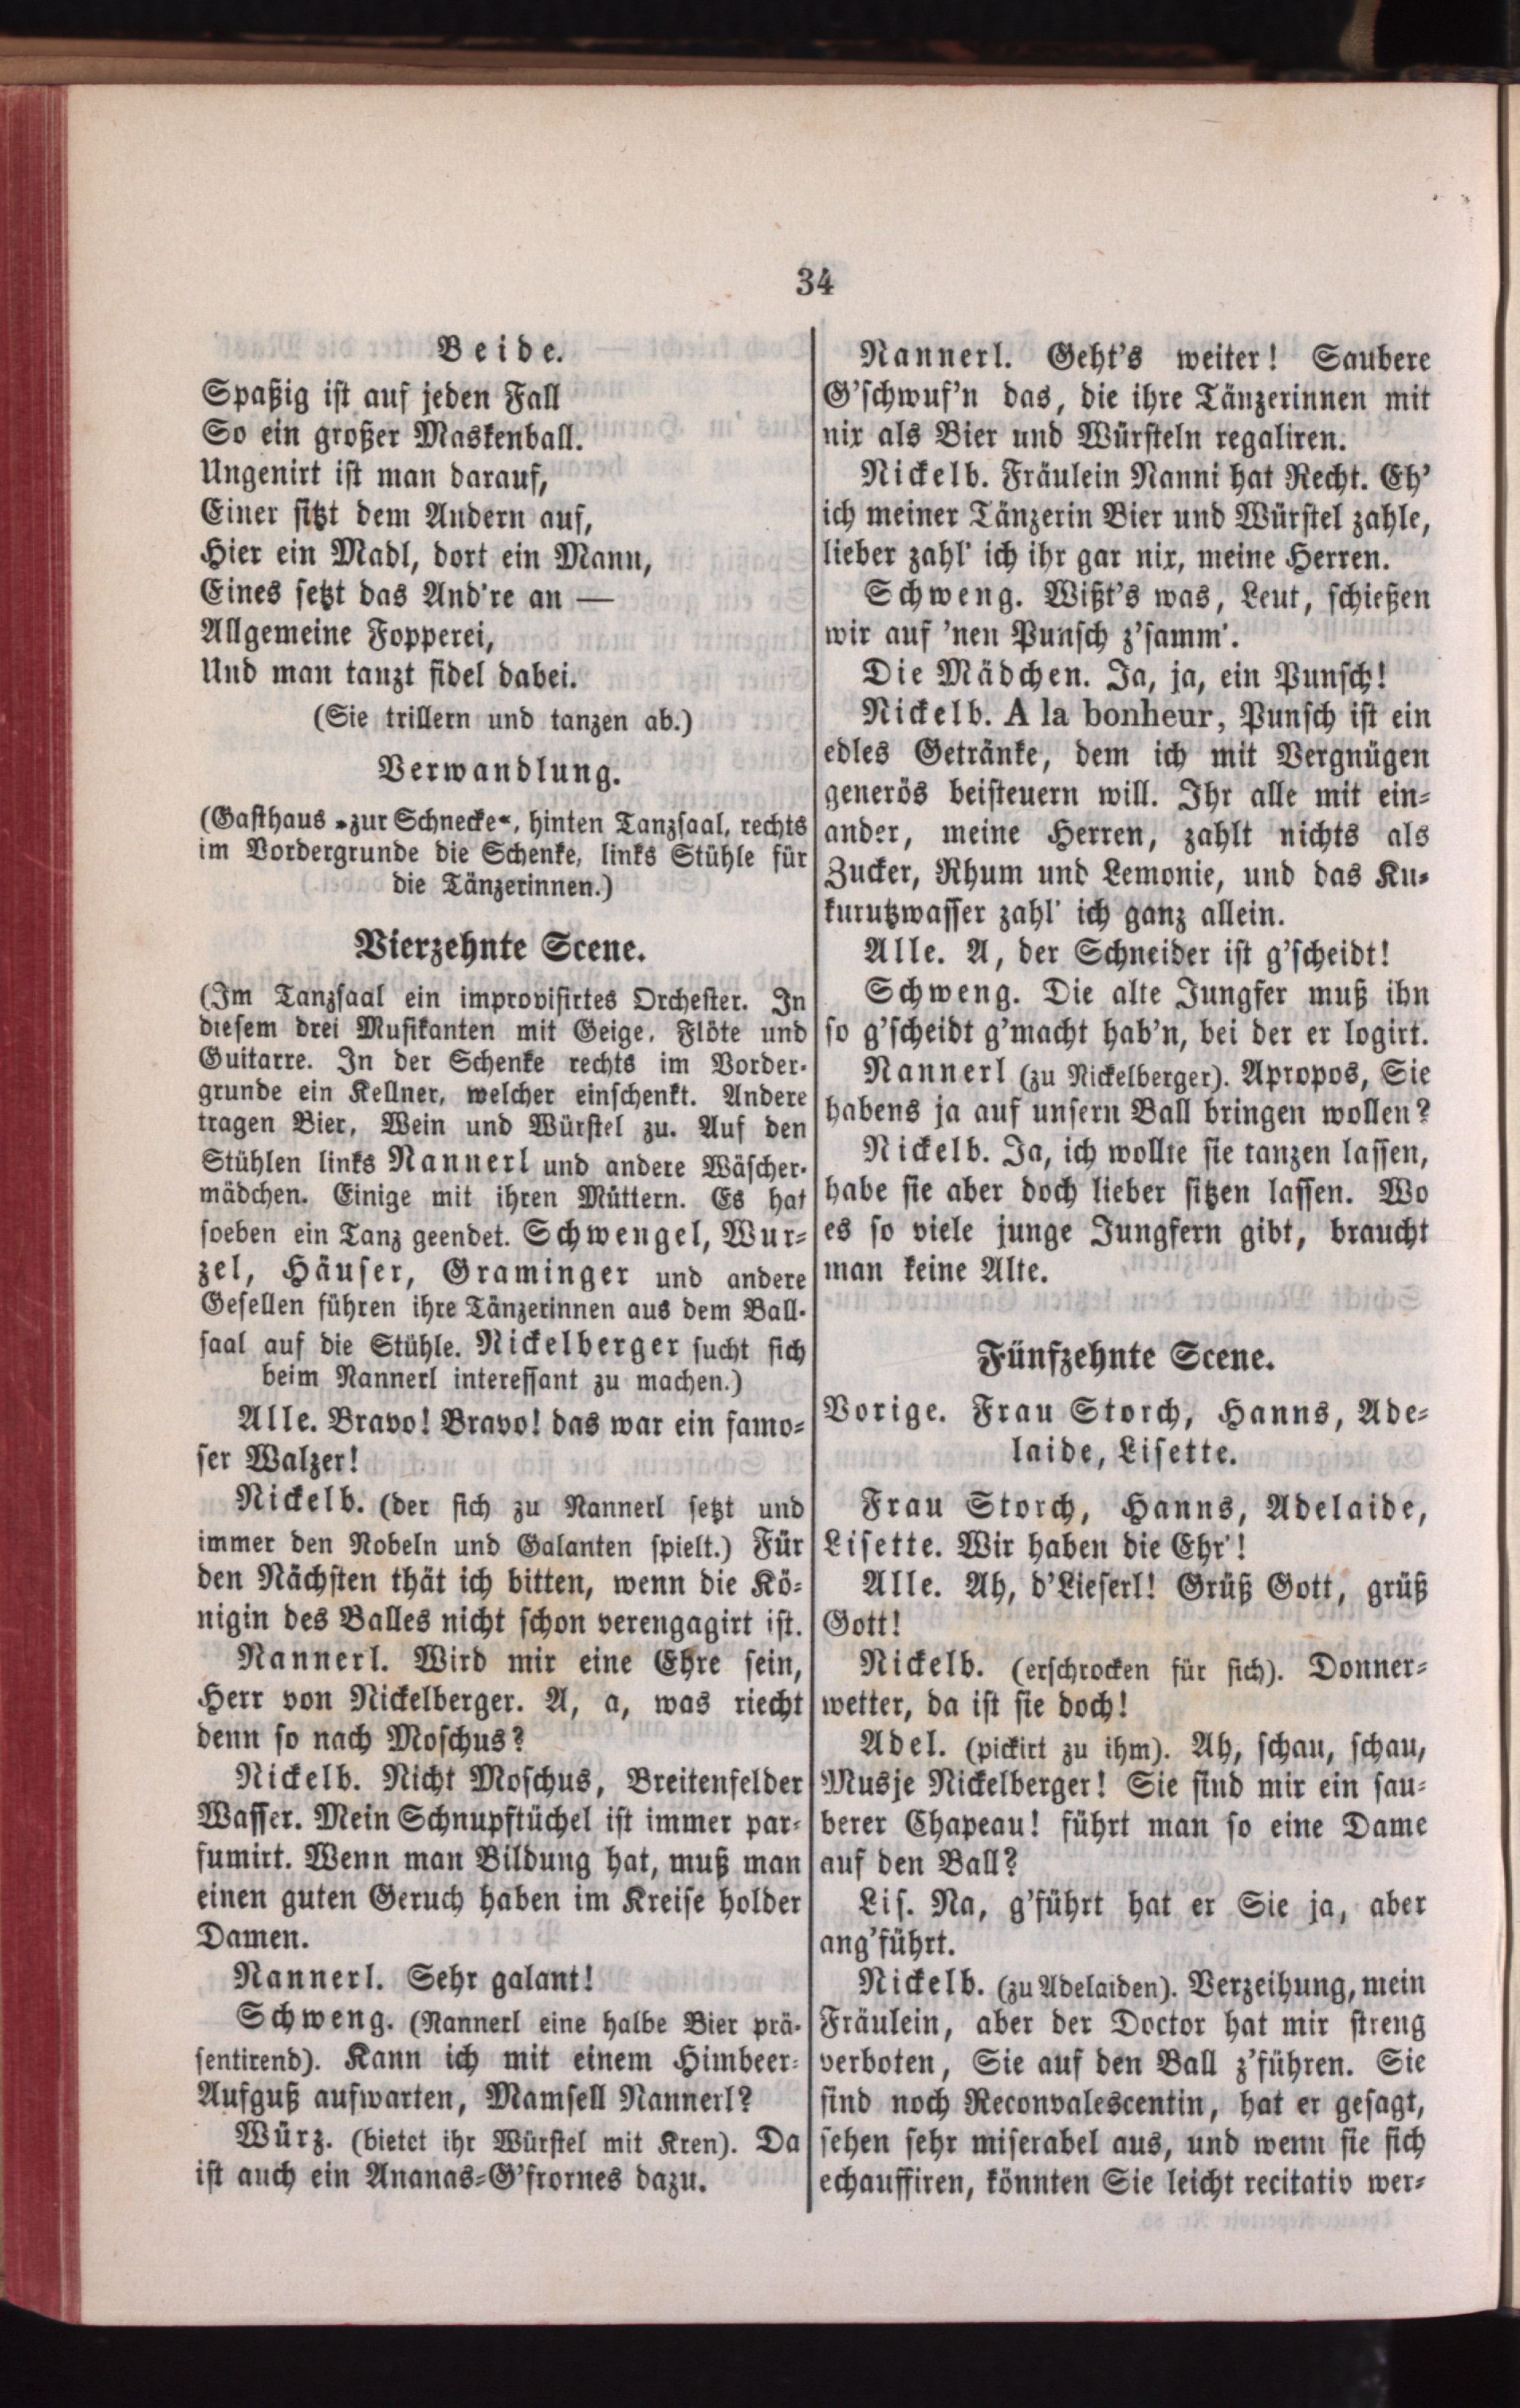 34
Beide.
Spaßig ist auf jeden Fall
So ein großer Maskenball.
Ungenirt ist man darauf,
Einer sitzt dem Andern auf,
Hier ein Madl, dort ein Mann,
Eines setzt das And're an —
Allgemeine Fopperei,
Und man tanzt fidel dabei.
(Sie trillern und tanzen ab.)
Verwandlung.
(Gasthaus »zur Schnecke«, hinten Tanzsaal, rechts
im Vordergrunde die Schenke, links Stühle für
die Tänzerinnen.)
Vierzehnte Scene.
(Im Tanzsaal ein improvisirtes Orchester. In
diesem drei Musikanten mit Geige, Flöte und
Guitarre. In der Schenke rechts im Vorder-
grunde ein Kellner, welcher einschenkt. Andere
tragen Bier, Wein und Würstel zu. Auf den
Stühlen links Nannerl und andere Wäscher-
mädchen. Einige mit ihren Müttern. Es hat
soeben ein Tanz geendet. Schwengel, Wur-
zel, Häuser, Graminger und andere
Gesellen führen ihre Tänzerinnen aus dem Ball-
saal auf die Stühle. Nickelberger sucht sich
beim Nannerl interessant zu machen.)
Alle. Bravo! Bravo! das war ein famo-
ser Walzer!
Nickelb. (der sich zu Nannerl setzt und
immer den Nobeln und Galanten spielt.) Für
den Nächsten thät ich bitten, wenn die Kö-
nigin des Balles nicht schon verengagirt ist.
Nannerl. Wird mir eine Ehre sein,
Herr von Nickelberger. A, a, was riecht
denn so nach Moschus?
Nickelb. Nicht Moschus, Breitenfelder
Wasser. Mein Schnupftüchel ist immer par-
fumirt. Wenn man Bildung hat, muß man
einen guten Geruch haben im Kreise holder
Damen.
Nannerl. Sehr galant!
Schweng. (Nannerl eine halbe Bier prä-
sentirend). Kann ich mit einem Himbeer-
Aufguß aufwarten, Mamsell Nannerl?
Würz. (bietet ihr Würstel mit Kren). Da
ist auch ein Ananas-G'frornes dazu.
Nannerl. Geht's weiter! Saubere
G'schwuf'n das, die ihre Tänzerinnen mit
nix als Bier und Würsteln regaliren.
Nickelb. Fräulein Nanni hat Recht. Eh'
ich meiner Tänzerin Bier und Würstel zahle,
lieber zahl' ich ihr gar nix, meine Herren.
Schweng. Wißt's was, Leut, schießen
wir auf 'nen Punsch z'samm'.
Die Mädchen. Ja, ja, ein Punsch!
Nickelb. A la bonheur, Punsch ist ein
edles Getränke, dem ich mit Vergnügen
generös beisteuern will. Ihr alle mit ein-
ander, meine Herren, zahlt nichts als
Zucker, Rhum und Lemonie, und das Ku-
kurutzwasser zahl' ich ganz allein.
Alle. A, der Schneider ist g'scheidt!
Schweng. Die alte Jungfer muß ihn
so g'scheidt g'macht hab'n, bei der er logirt.
Nannerl (zu Nickelberger). Apropos, Sie
habens ja auf unsern Ball bringen wollen?
Nickelb. Ja, ich wollte sie tanzen lassen,
habe sie aber doch lieber sitzen lassen. Wo
es so viele junge Jungfern gibt, braucht
man keine Alte.
Fünfzehnte Scene.
Vorige. Frau Storch, Hanns, Ade-
laide, Lisette.
Frau Storch, Hanns, Adelaide,
Lisette. Wir haben die Ehr'!
Alle. Ah, d'Lieserl! Grüß Gott, grüß
Gott!
Nickelb. (erschrocken für sich). Donner-
wetter, da ist sie doch!
Adel. (pickirt zu ihm). Ah, schau, schau,
Musje Nickelberger! Sie sind mir ein sau-
berer Chapeau! führt man so eine Dame
auf den Ball?
Lis. Na, g'führt hat er Sie ja, aber
ang'führt.
Nickelb. (zu Adelaiden). Verzeihung, mein
Fräulein, aber der Doctor hat mir streng
verboten, Sie auf den Ball z'führen. Sie
sind noch Reconvalescentin, hat er gesagt,
sehen sehr miserabel aus, und wenn sie sich
echauffiren, könnten Sie leicht recitativ wer-